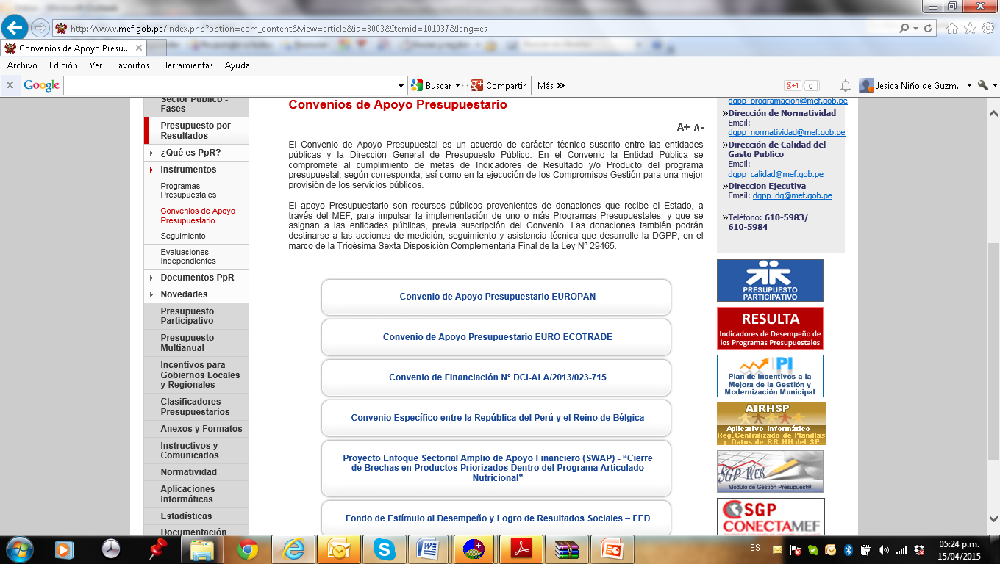 http://www.mef.gob.pe/index.php?option=com_content&view=article&id=3003&Itemid=101937&lang=es
Convenios de Apoyo Presu...
Archivo Edición Ver Favoritos Herramientas Ayuda
x Google Buscar Compartir Más » g+1 0 Jesica Niño de Guzm...
Sector Público -
Fases
Presupuesto por
Resultados
¿Qué es PpR?
Instrumentos
Programas
Presupuestales
Convenios de Apoyo
Presupuestario
Seguimiento
Evaluaciones
Independientes
Documentos PpR
Novedades
Presupuesto
Participativo
Presupuesto
Multianual
Incentivos para
Gobiernos Locales
y Regionales
Clasificadores
Presupuestarios
Anexos y Formatos
Instructivos y
Comunicados
Normatividad
Aplicaciones
Informáticas
Estadísticas
Documentación
Convenios de Apoyo Presupuestario
A+ A-
El Convenio de Apoyo Presupuestal es un acuerdo de carácter técnico suscrito entre las entidades
públicas y la Dirección General de Presupuesto Público. En el Convenio la Entidad Pública se
compromete al cumplimiento de metas de Indicadores de Resultado y/o Producto del programa
presupuestal, según corresponda, así como en la ejecución de los Compromisos Gestión para una mejor
provisión de los servicios públicos.
El apoyo Presupuestario son recursos públicos provenientes de donaciones que recibe el Estado, a
través del MEF, para impulsar la implementación de uno o más Programas Presupuestales, y que se
asignan a las entidades públicas, previa suscripción del Convenio. Las donaciones también podrán
destinarse a las acciones de medición, seguimiento y asistencia técnica que desarrolle la DGPP, en el
marco de la Trigésima Sexta Disposición Complementaria Final de la Ley Nº 29465.
Convenio de Apoyo Presupuestario EUROPAN
Convenio de Apoyo Presupuestario EURO ECOTRADE
Convenio de Financiación N° DCI-ALA/2013/023-715
Convenio Específico entre la República del Perú y el Reino de Bélgica
Proyecto Enfoque Sectorial Amplio de Apoyo Financiero (SWAP) - “Cierre
de Brechas en Productos Priorizados Dentro del Programa Articulado
Nutricional”
Fondo de Estímulo al Desempeño y Logro de Resultados Sociales – FED
dgpp_programacion@mef.gob.pe
»Dirección de Normatividad
Email:
dgpp_normatividad@mef.gob.pe
»Dirección de Calidad del
Gasto Publico
Email:
dgpp_calidad@mef.gob.pe
»Direccion Ejecutiva
Email: dgpp_dg@mef.gob.pe
»Teléfono: 610-5983/
610-5984
PRESUPUESTO
PARTICIPATIVO
RESULTA
Indicadores de Desempeño de
los Programas Presupuestales
PI
Plan de Incentivos a la
Mejora de la Gestión y
Modernización Municipal
AIRHSP
Aplicativo Informático
Reg.Centralizado de Planillas
y Datos de RR.HH del SP
SGP Web
Módulo de Gestión Presupuestal
SGP
CONECTAMEF
ES
05:24 p.m.
15/04/2015